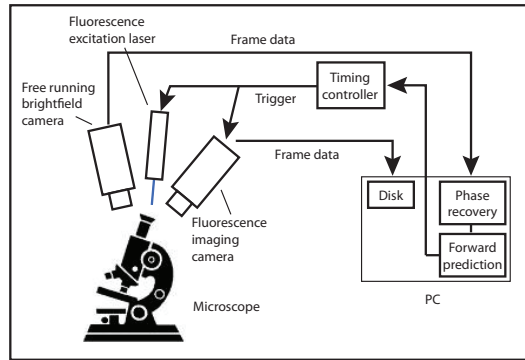 Fluorescence
excitation laser
Free running
brightfield
camera
Frame data
Timing
controller
Trigger
Frame data
Fluorescence
imaging
camera
Disk
Phase
recovery
Forward
prediction
PC
Microscope